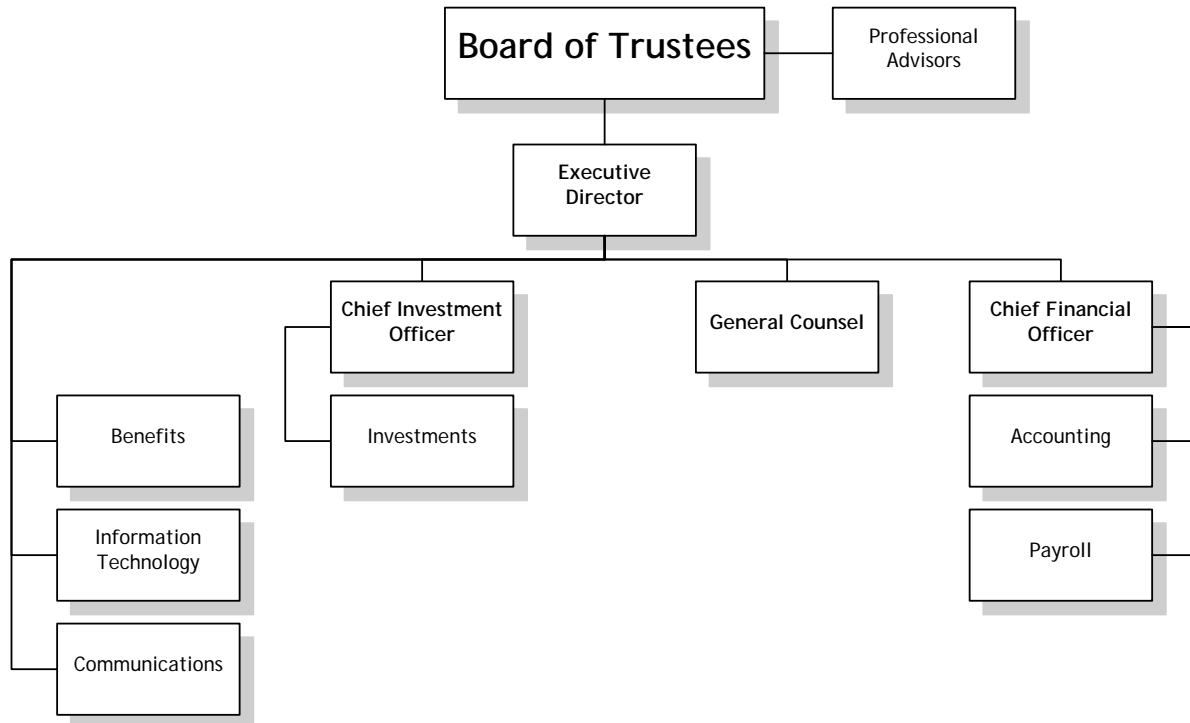 Board of Trustees
Professional
Advisors
Executive
Director
Chief Investment
Officer
General Counsel
Chief Financial
Officer
Benefits
Investments
Accounting
Information
Technology
Payroll
Communications